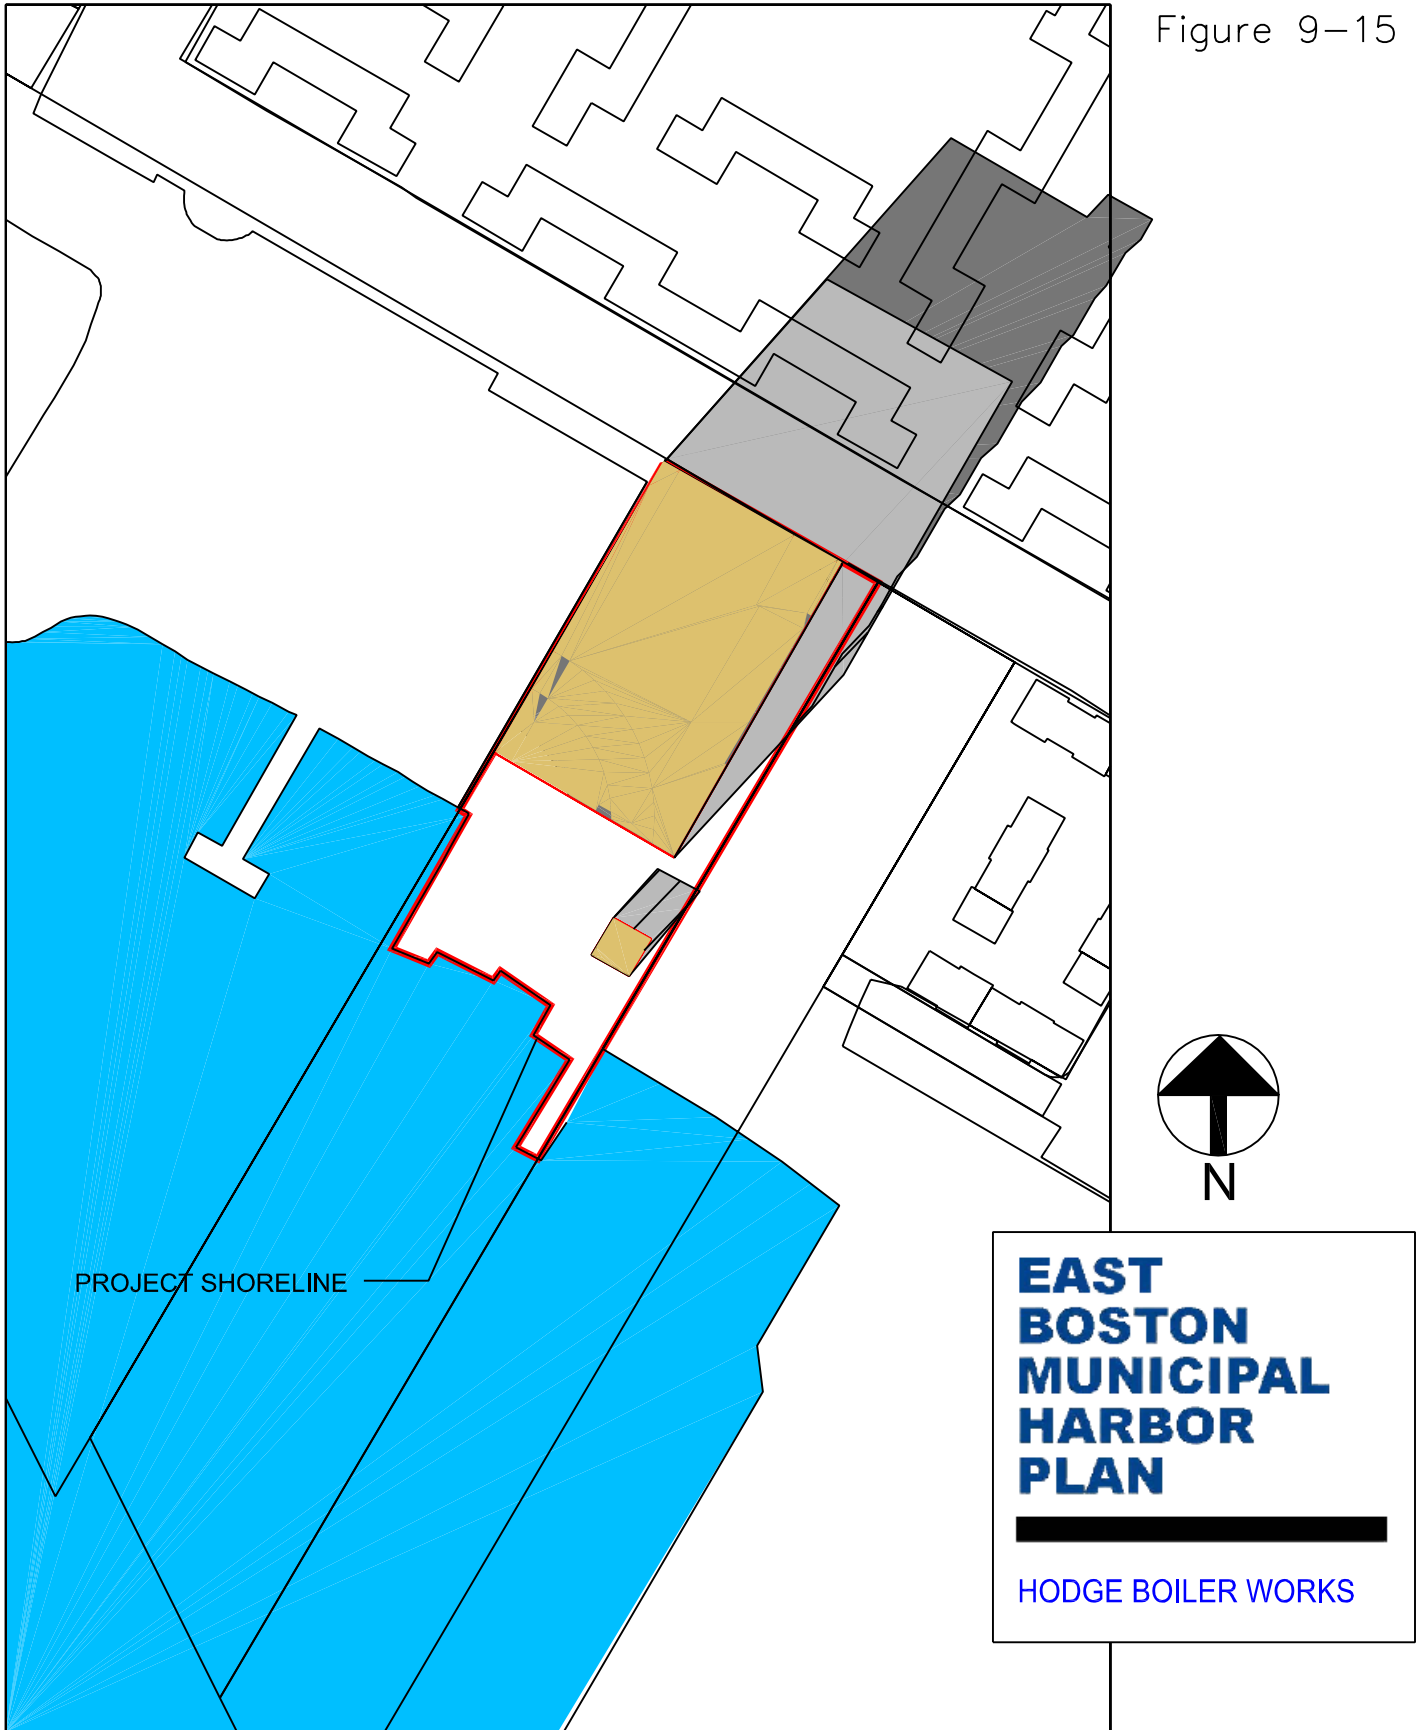 Figure 9-15
PROJECT SHORELINE
N
EAST
BOSTON
MUNICIPAL
HARBOR
PLAN
HODGE BOILER WORKS